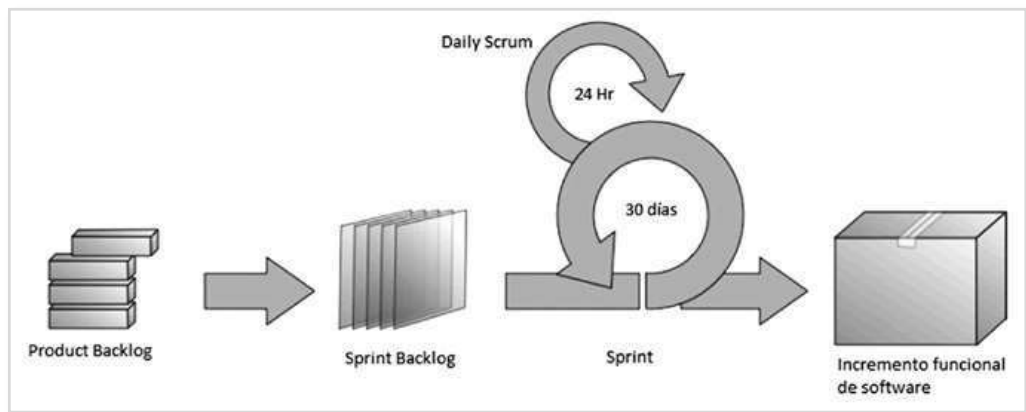 Daily Scrum
24 Hr
30 días
Product Backlog
Sprint Backlog
Sprint
Incremento funcional
de software